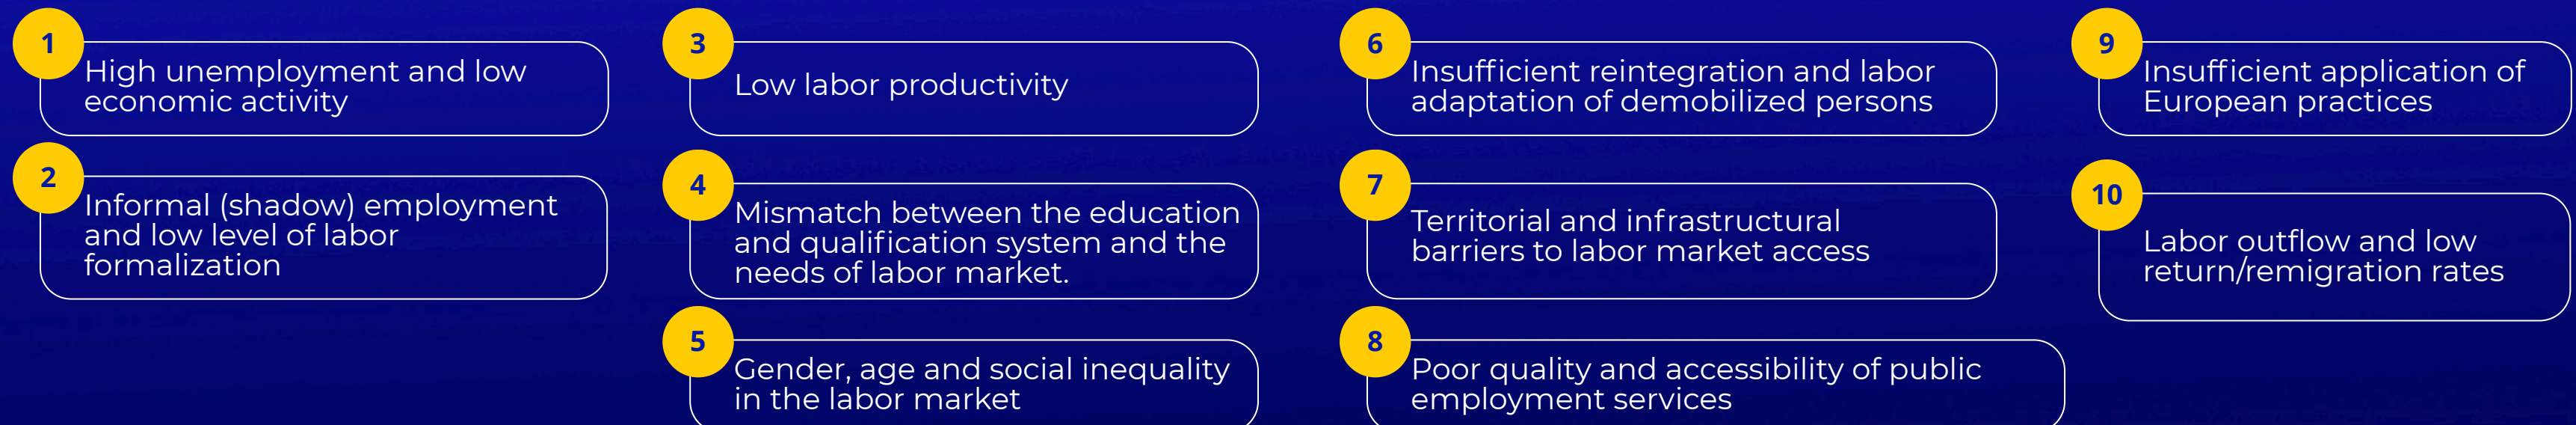 1
High unemployment and low
economic activity
2
Informal (shadow) employment
and low level of labor
formalization
3
Low labor productivity
4
Mismatch between the education
and qualification system and the
needs of labor market.
5
Gender, age and social inequality
in the labor market
6
Insufficient reintegration and labor
adaptation of demobilized persons
7
Territorial and infrastructural
barriers to labor market access
8
Poor quality and accessibility of public
employment services
9
Insufficient application of
European practices
10
Labor outflow and low
return/remigration rates